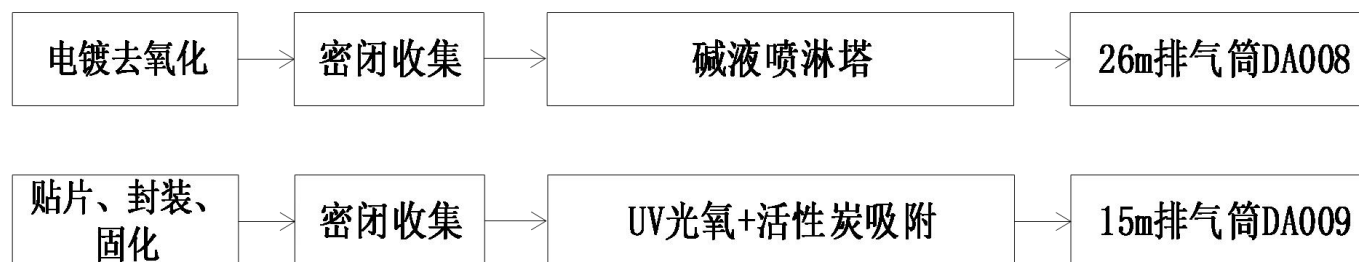 电镀去氧化
密闭收集
碱液喷淋塔
26m排气筒DA008
贴片、封装、
固化
密闭收集
UV光氧+活性炭吸附
15m排气筒DA009